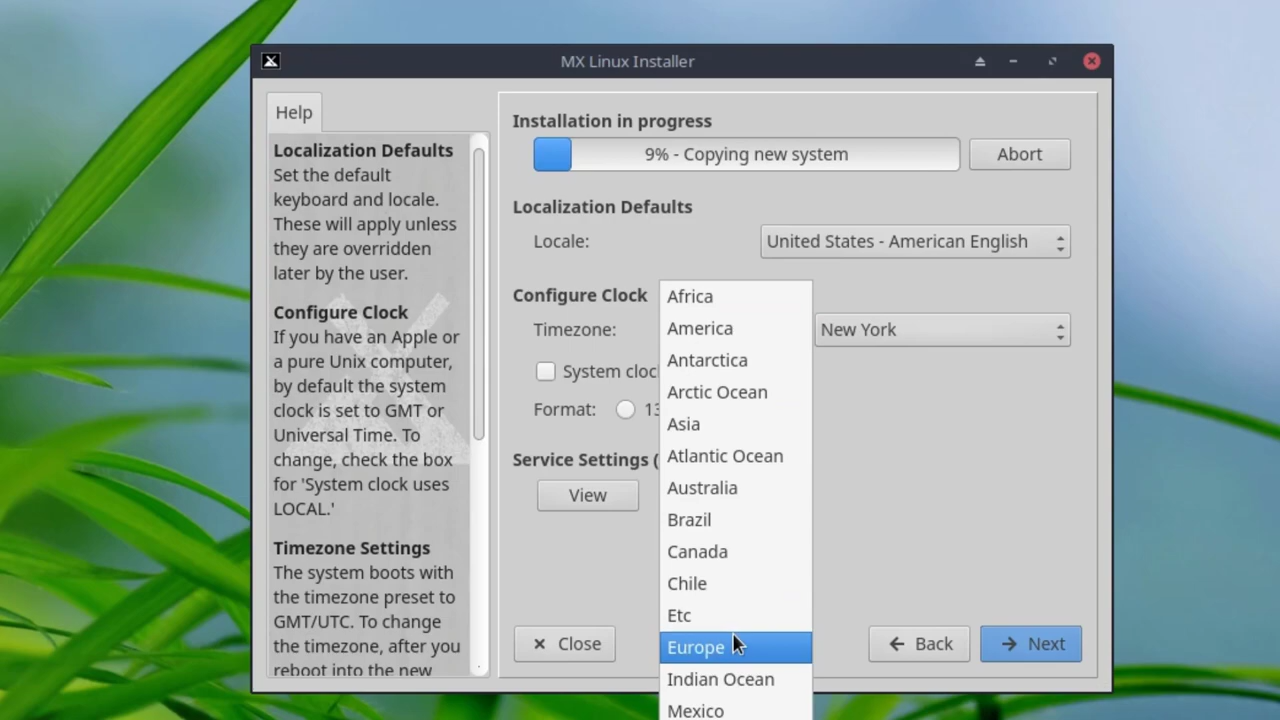 MX Linux Installer
Help
Localization Defaults
Set the default
keyboard and locale.
These will apply unless
they are overridden
later by the user.
Configure Clock
If you have an Apple or
a pure Unix computer,
by default the system
clock is set to GMT or
Universal Time. To
change, check the box
for 'System clock uses
LOCAL.'
Timezone Settings
The system boots with
the timezone preset to
GMT/UTC. To change
the timezone, after you
reboot into the new
Installation in progress
9% - Copying new system
Abort
Localization Defaults
Locale:
United States - American English
Configure Clock
Timezone:
New York
System cloc
Format:
Service Settings (
View
Africa
America
Antarctica
Arctic Ocean
Asia
Atlantic Ocean
Australia
Brazil
Canada
Chile
Etc
Europe
Indian Ocean
Mexico
Close
Back
Next